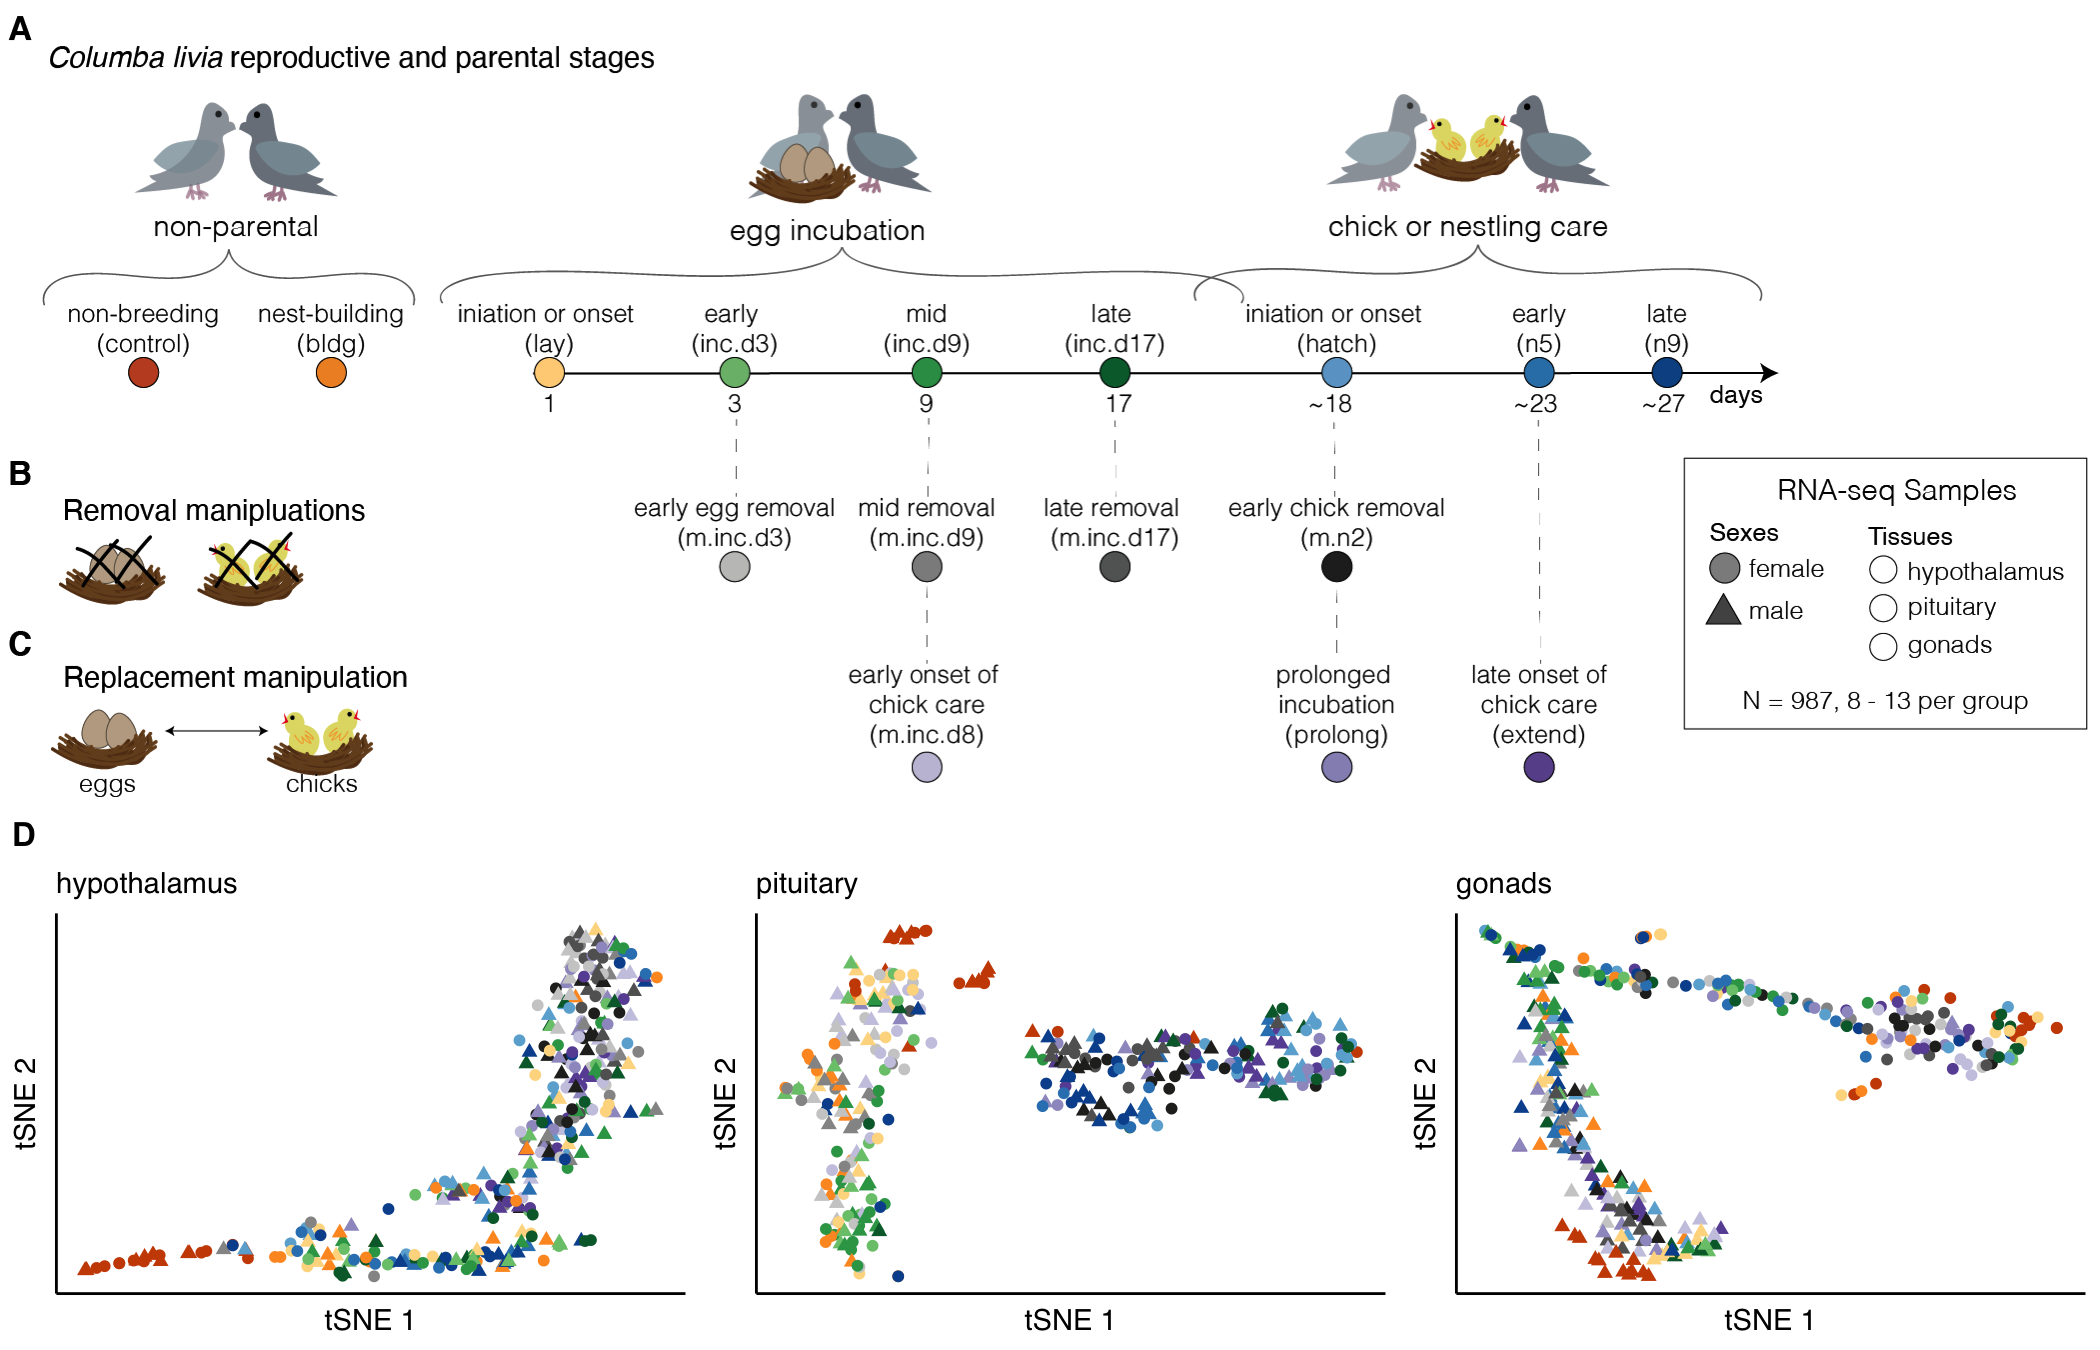 A
Columba livia reproductive and parental stages
non-parental
egg incubation
chick or nestling care
non-breeding
(control)
nest-building
(bldg)
iniation or onset
(lay)
early
(inc.d3)
mid
(inc.d9)
late
(inc.d17)
iniation or onset
(hatch)
early
(n5)
late
(n9)
1
3
9
17
~18
~23
~27
days
B
Removal manipluations
early egg removal
(m.inc.d3)
mid removal
(m.inc.d9)
late removal
(m.inc.d17)
early chick removal
(m.n2)
RNA-seq Samples
Sexes
female
male
Tissues
hypothalamus
pituitary
gonads
N = 987, 8 - 13 per group
C
Replacement manipulation
eggs
chicks
early onset of
chick care
(m.inc.d8)
prolonged
incubation
(prolong)
late onset of
chick care
(extend)
D
hypothalamus
tSNE 2
tSNE 1
pituitary
tSNE 2
tSNE 1
gonads
tSNE 2
tSNE 1